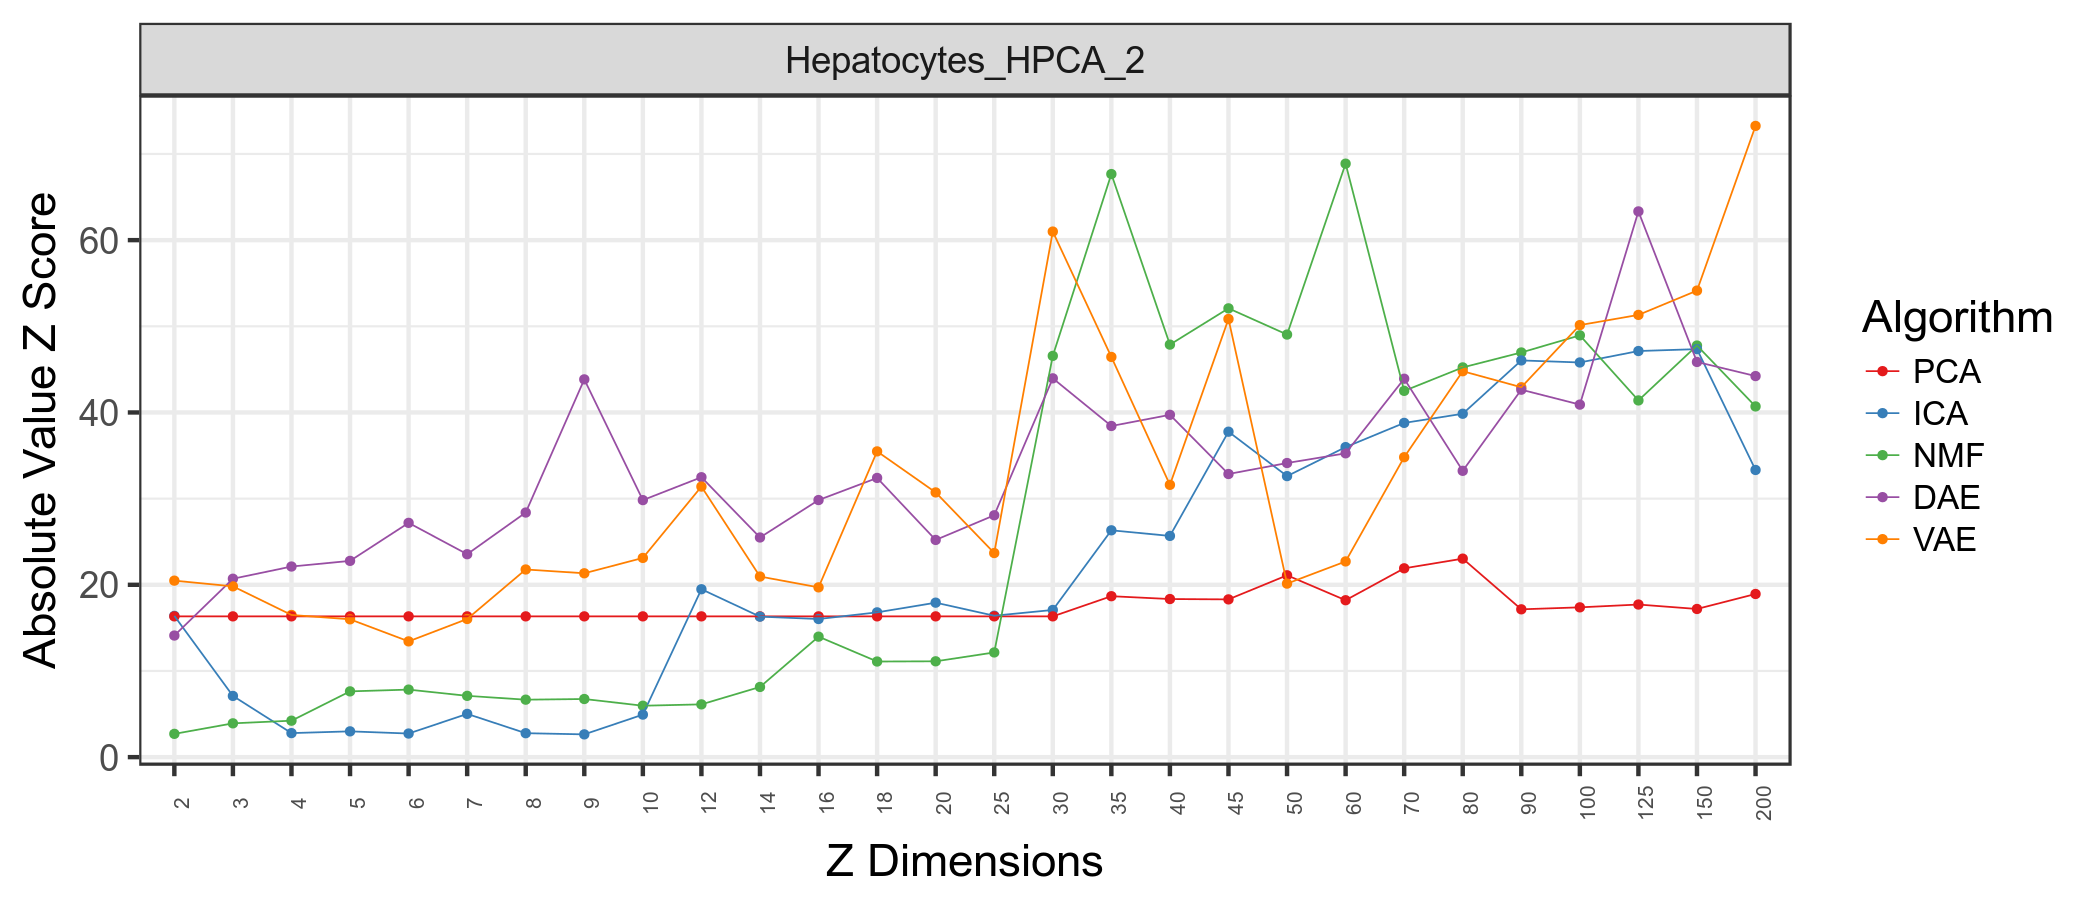 Hepatocytes_HPCA_2
Absolute Value Z Score
60
40
20
0
2 3 4 5 6 7 8 9 10 12 14 16 18 20 25 30 35 40 45 50 60 70 80 90 100 125 150 200
Z Dimensions
Algorithm
PCA
ICA
NMF
DAE
VAE